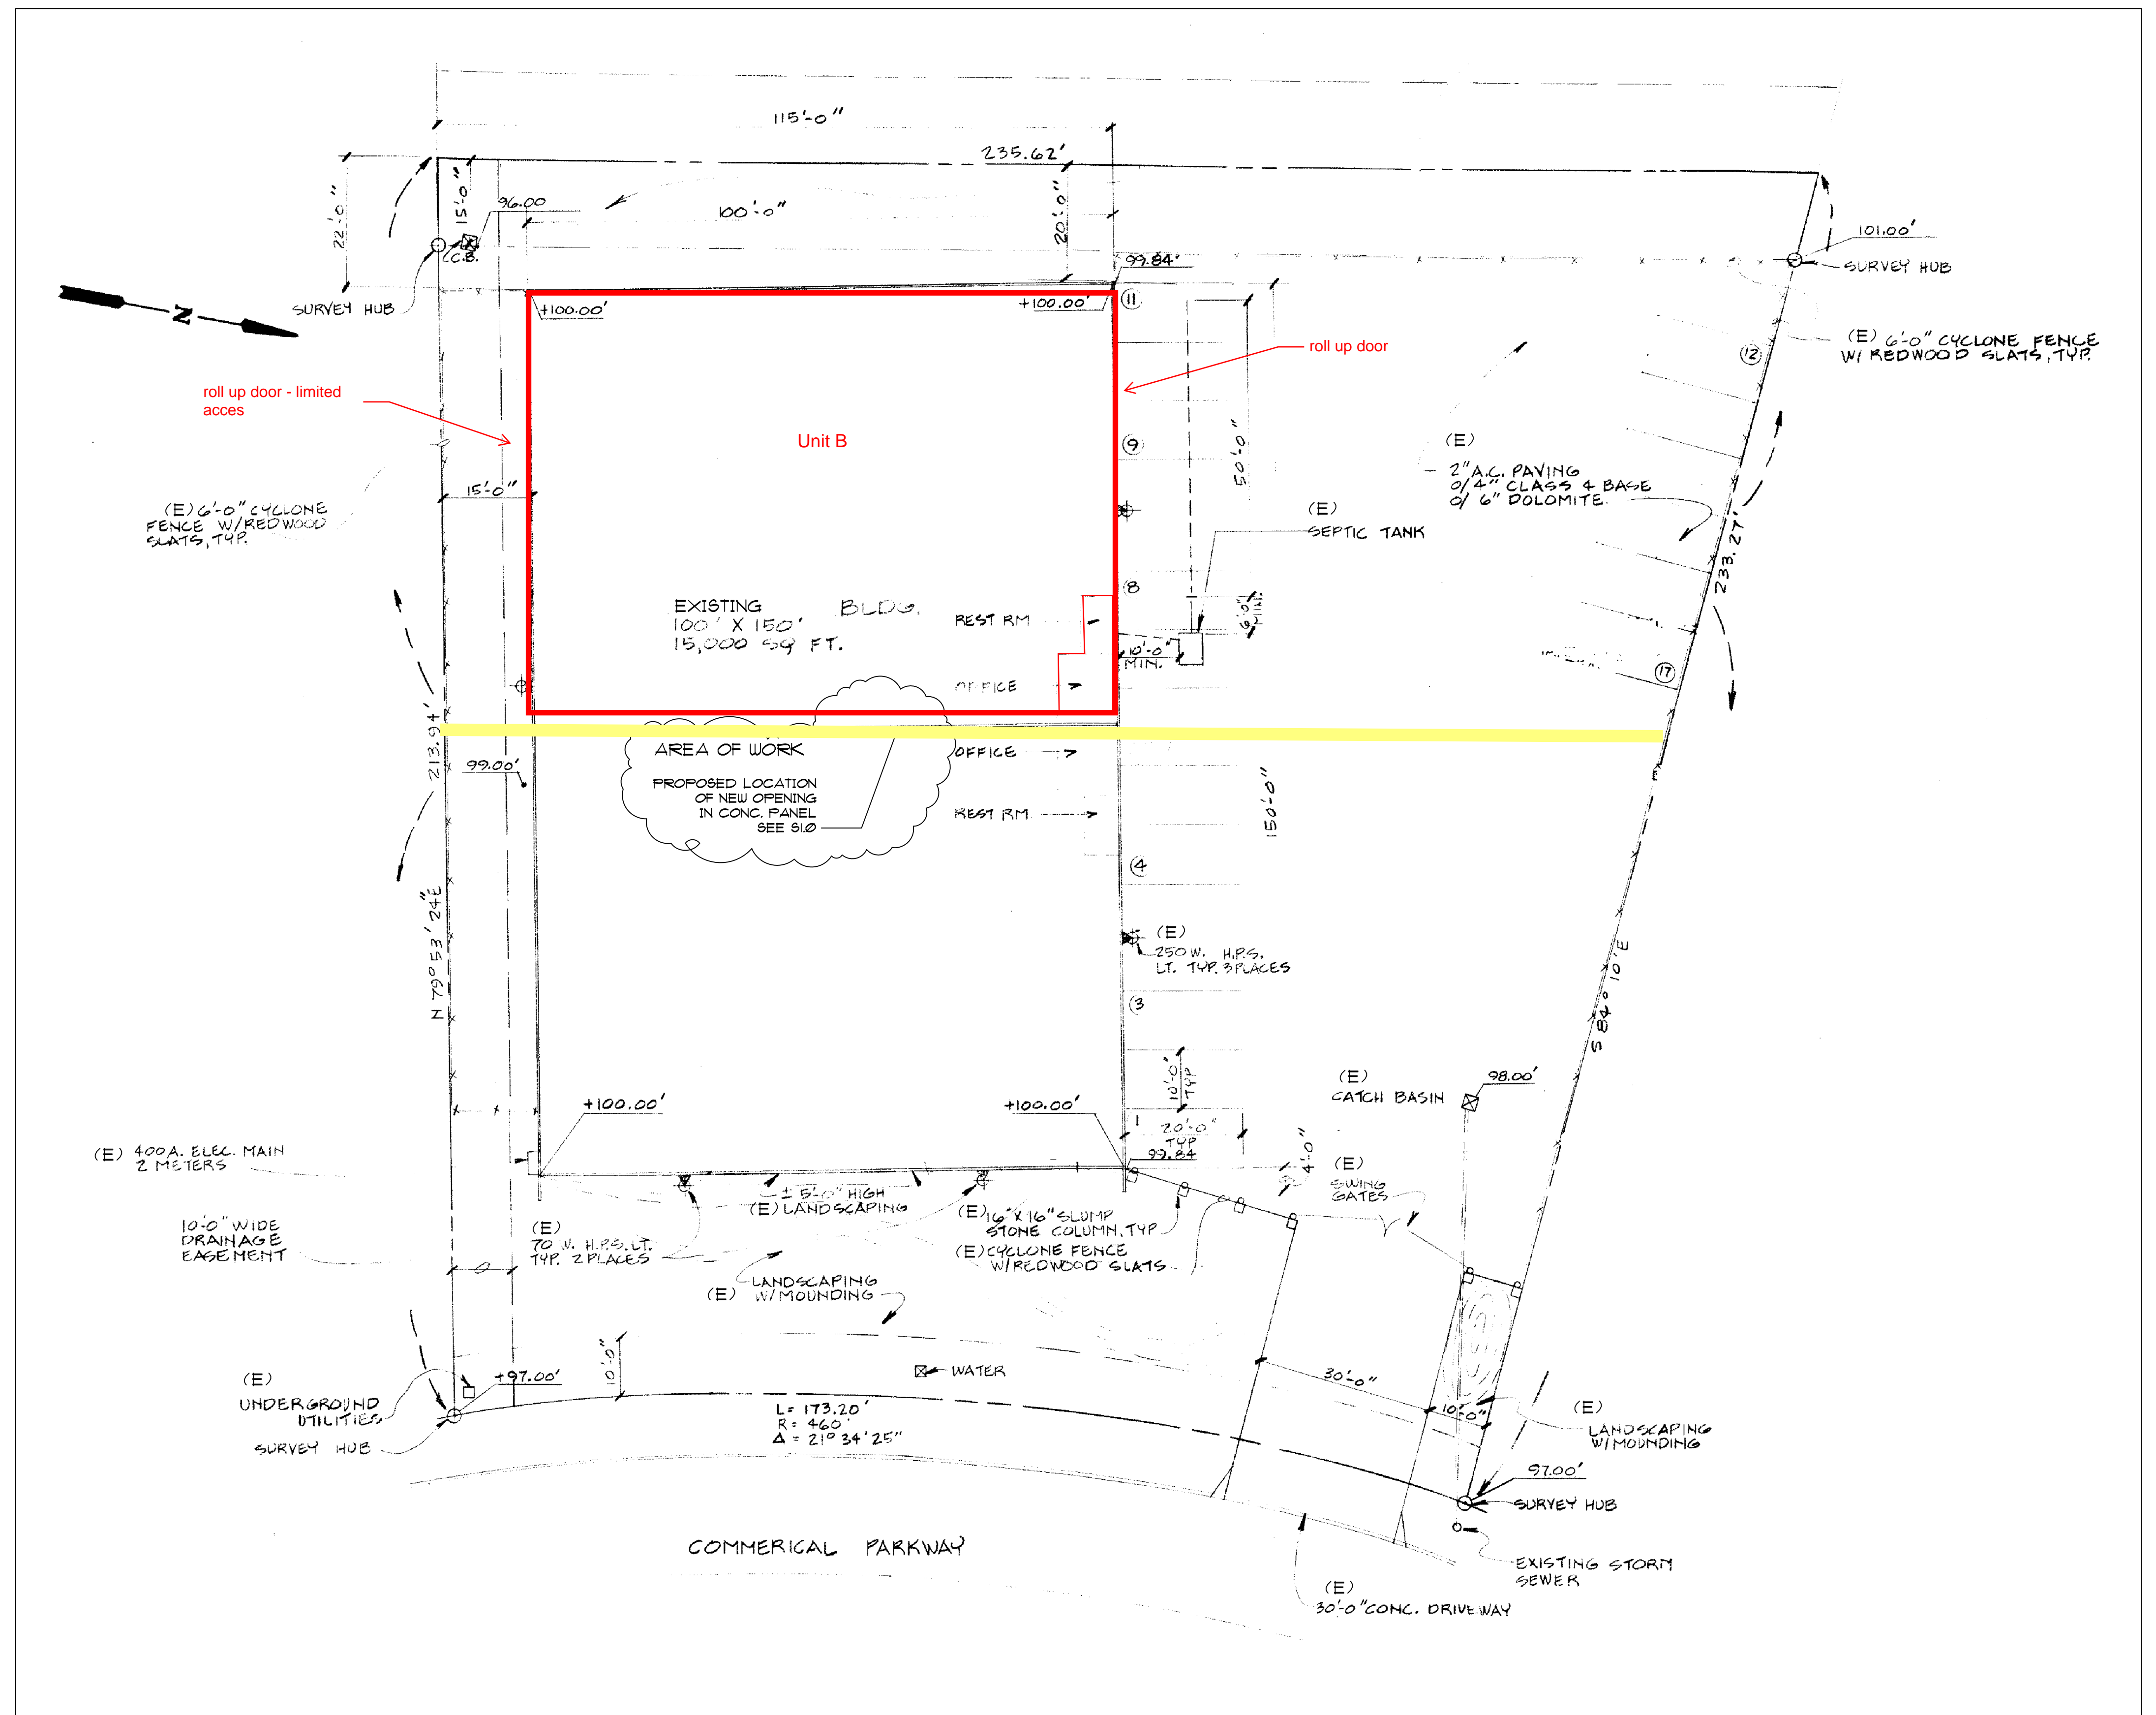 115'-0"
235.62'
22'-0"
15'-0"
96.00
100'-0"
20'-0"
101.00'
SURVEY HUB
C.B.
99.84'
SURVEY HUB
N
+100.00'
+100.00'
11
roll up door
12
(E) 6'-0" CYCLONE FENCE
W/ REDWOOD SLATS, TYP.
roll up door - limited
acces
Unit B
9
50'-0"
(E)
2" A.C. PAVING
O/ 4" CLASS 4 BASE
O/ 6" DOLOMITE.
15'-0"
(E) 6'-0" CYCLONE
FENCE W/REDWOOD
SLATS, TYP.
(E)
SEPTIC TANK
233.27'
8
6'-0"
MIN.
EXISTING BLDG.
100' X 150'
15,000 SQ FT.
REST RM
10'-0"
MIN.
OFFICE
17
213.94'
AREA OF WORK
OFFICE
99.00'
PROPOSED LOCATION
OF NEW OPENING
IN CONC. PANEL
SEE S1.0
REST RM
150'-0"
4
N 79° 53' 24" E
(E)
250 W. H.P.S.
LT. TYP. 3 PLACES
S 84° 10' E
3
10'-0"
TYP
(E)
CATCH BASIN
98.00'
+100.00'
+100.00'
1
20'-0"
TYP
99.84
4'-0"
(E) 400A. ELEC. MAIN
2 METERS
(E)
SWING
GATES
± 5'-0" HIGH
(E) LANDSCAPING
(E) 16" X 16" SLUMP
STONE COLUMN, TYP
(E) CYCLONE FENCE
W/REDWOOD SLATS
10'-0" WIDE
DRAINAGE
EASEMENT
(E)
70 W. H.P.S. LT.
TYP. 2 PLACES
LANDSCAPING
(E) W/MOUNDING
10'-0"
WATER
30'-0"
10'-0"
(E)
UNDERGROUND
UTILITIES
+97.00'
SURVEY HUB
L= 173.20'
R= 460'
Δ = 21° 34' 25"
(E)
LANDSCAPING
W/MOUNDING
97.00'
SURVEY HUB
COMMERICAL PARKWAY
EXISTING STORM
SEWER
(E)
30'-0" CONC. DRIVEWAY